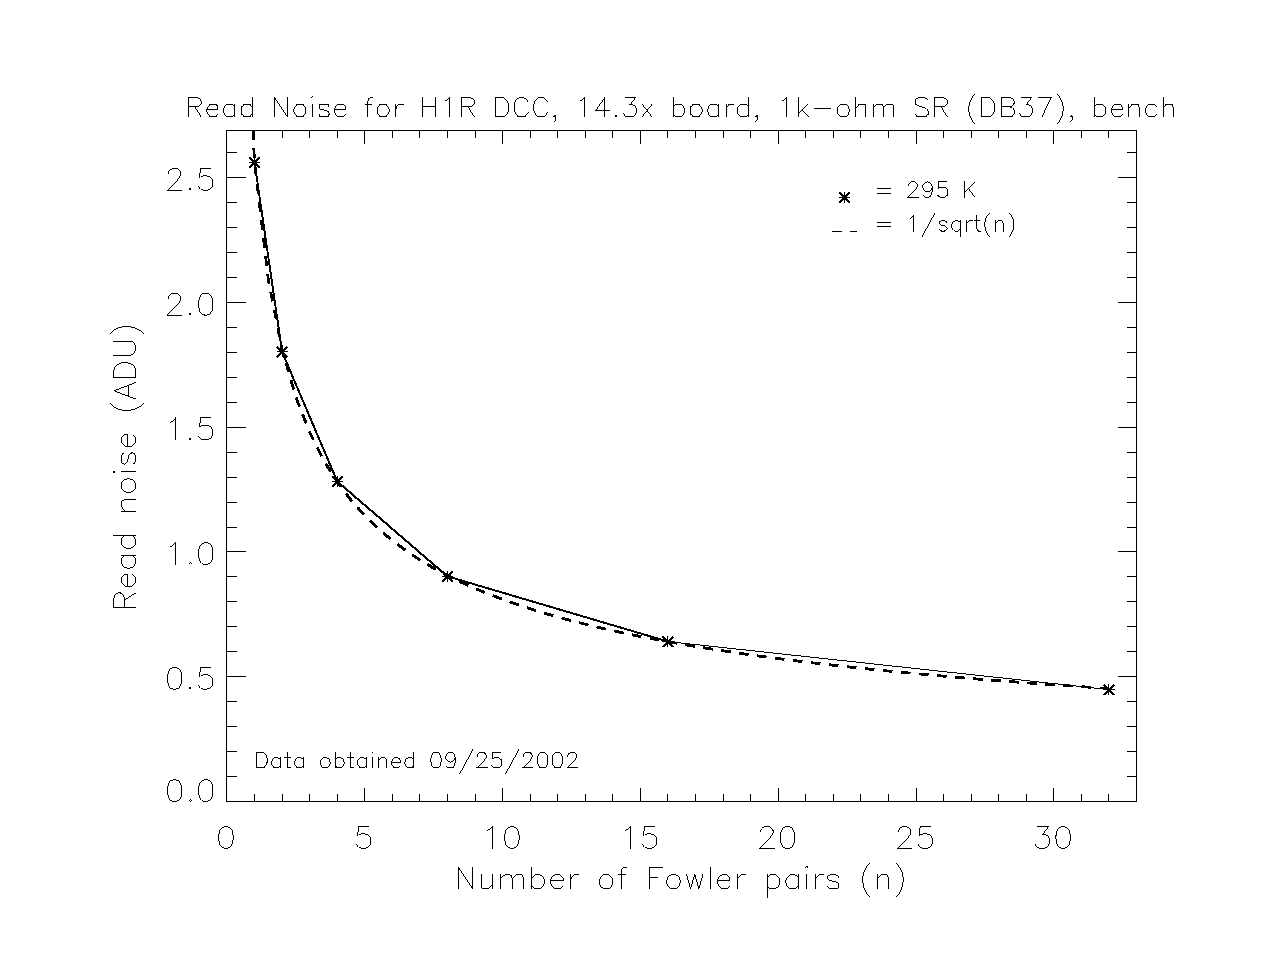 Read Noise for H1R DCC, 14.3x board, 1k-ohm SR (DB37), bench
= 295 K
= 1/sqrt(n)
2.5
2.0
1.5
1.0
0.5
0.0
Read noise (ADU)
Data obtained 09/25/2002
0 5 10 15 20 25 30
Number of Fowler pairs (n)